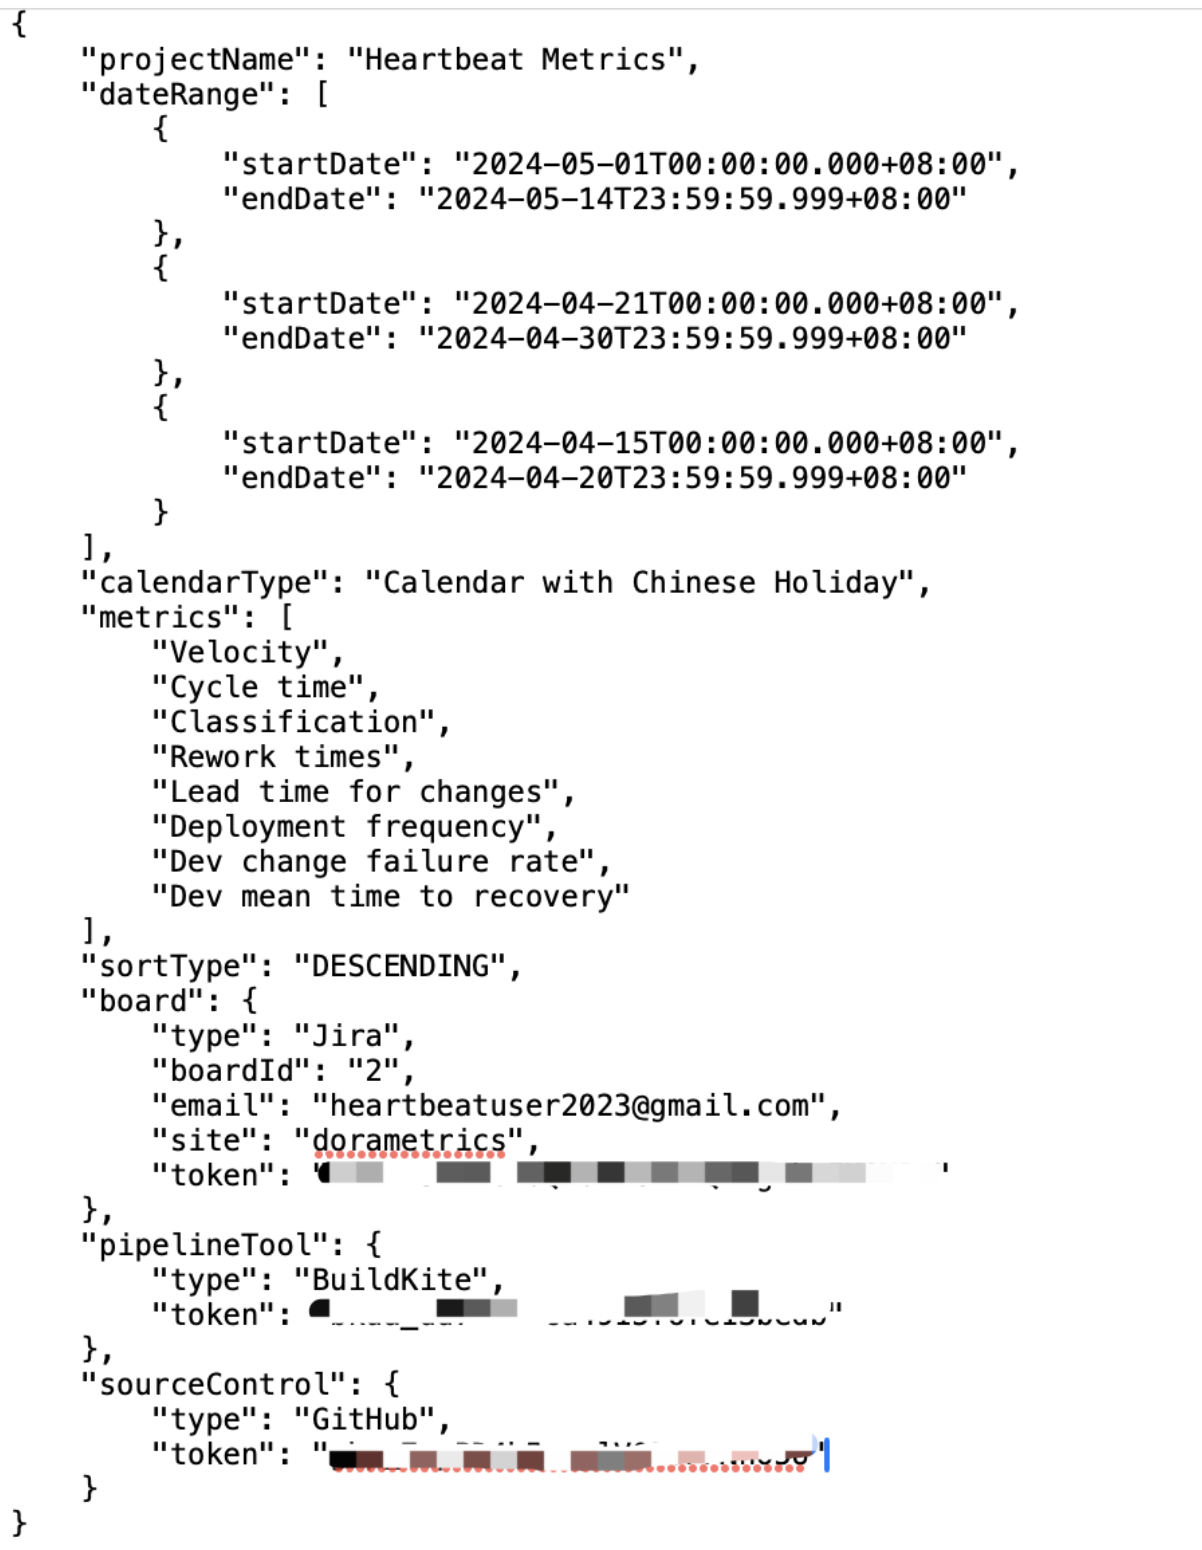 {
"projectName": "Heartbeat Metrics",
"dateRange": [
{
"startDate": "2024-05-01T00:00:00.000+08:00",
"endDate": "2024-05-14T23:59:59.999+08:00"
},
{
"startDate": "2024-04-21T00:00:00.000+08:00",
"endDate": "2024-04-30T23:59:59.999+08:00"
},
{
"startDate": "2024-04-15T00:00:00.000+08:00",
"endDate": "2024-04-20T23:59:59.999+08:00"
}
],
"calendarType": "Calendar with Chinese Holiday",
"metrics": [
"Velocity",
"Cycle time",
"Classification",
"Rework times",
"Lead time for changes",
"Deployment frequency",
"Dev change failure rate",
"Dev mean time to recovery"
],
"sortType": "DESCENDING",
"board": {
"type": "Jira",
"boardId": "2",
"email": "heartbeatuser2023@gmail.com",
"site": "dorametrics",
"token":
},
"pipelineTool": {
"type": "BuildKite",
"token":
},
"sourceControl": {
"type": "GitHub",
"token":
}
}